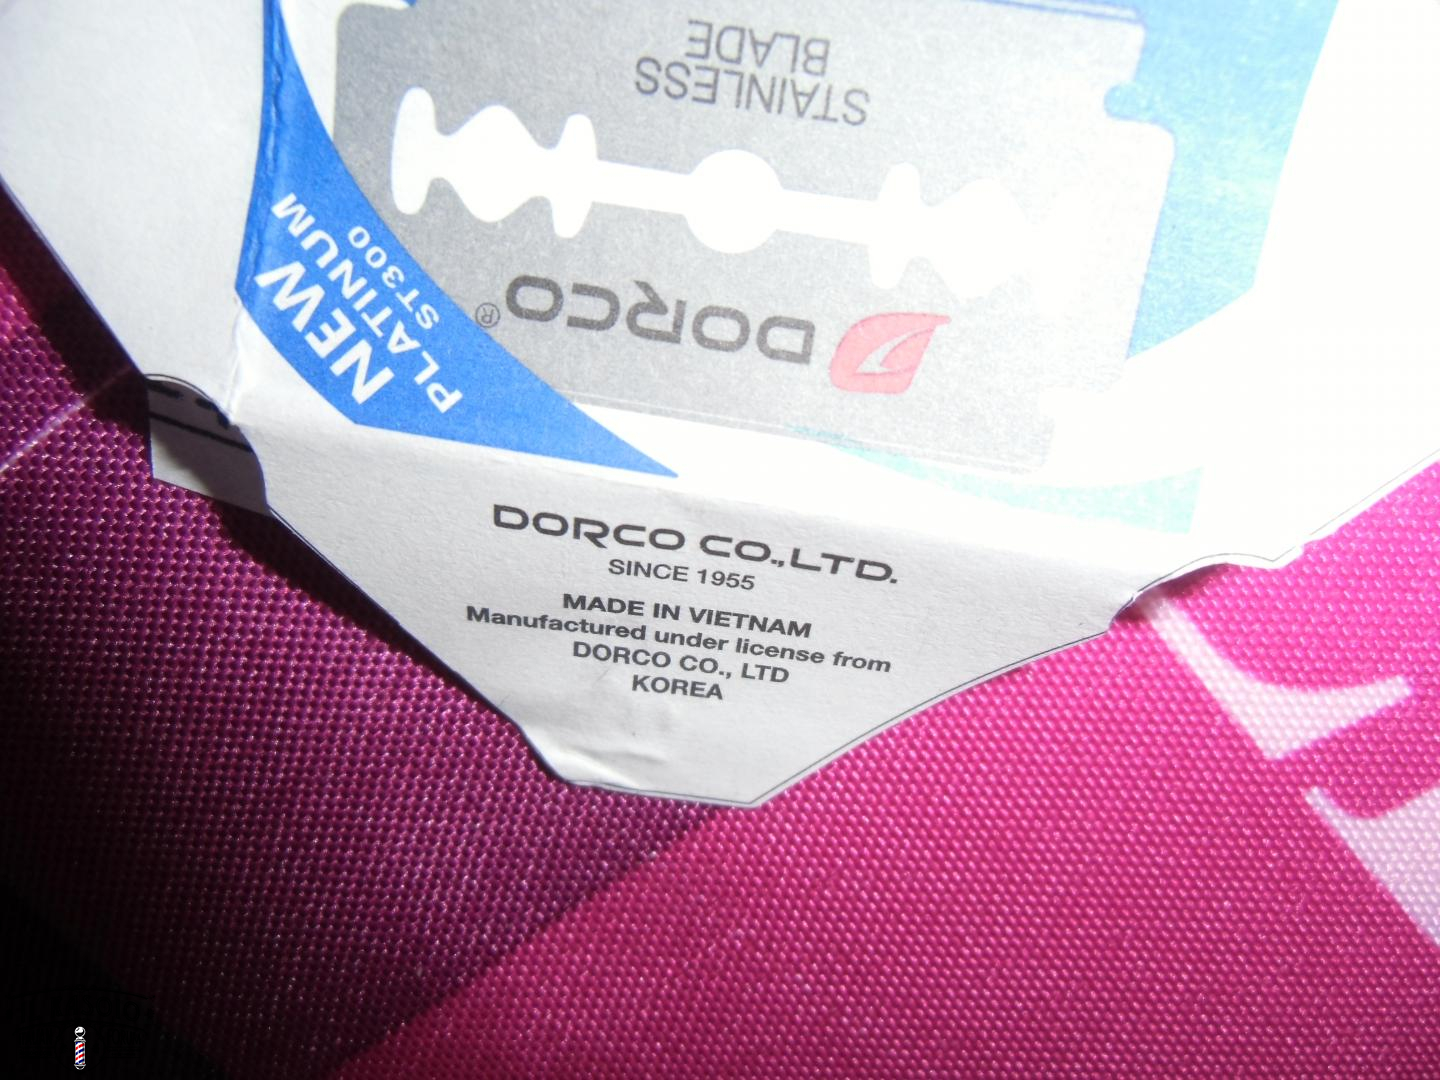 STAINLESS
BLADE
DORCO®
NEW
PLATINUM
ST300
DORCO CO.,LTD.
SINCE 1955
MADE IN VIETNAM
Manufactured under license from
DORCO CO., LTD
KOREA